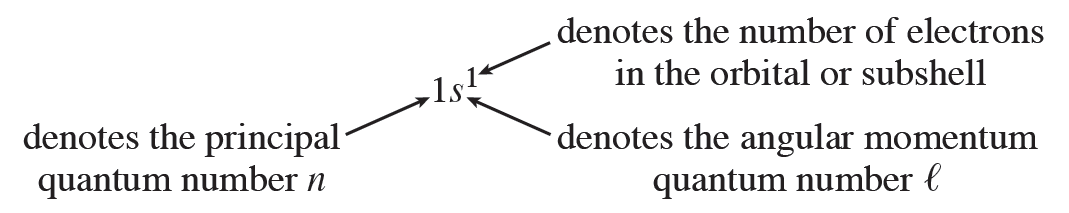 denotes the number of electrons
in the orbital or subshell
1s¹
denotes the principal
quantum number n
denotes the angular momentum
quantum number ℓ